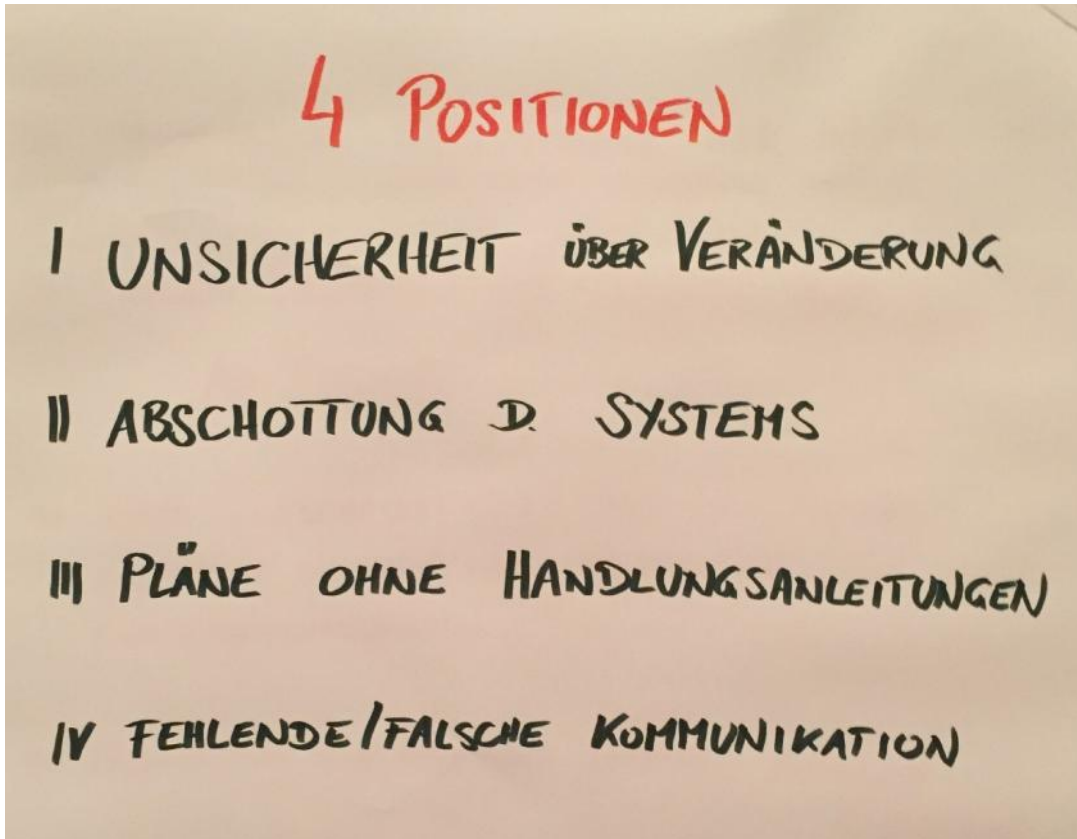 4 POSITIONEN
I UNSICHERHEIT ÜBER VERÄNDERUNG
II ABSCHOTTUNG D. SYSTEMS
III PLÄNE OHNE HANDLUNGSANLEITUNGEN
IV FEHLENDE/FALSCHE KOMMUNIKATION